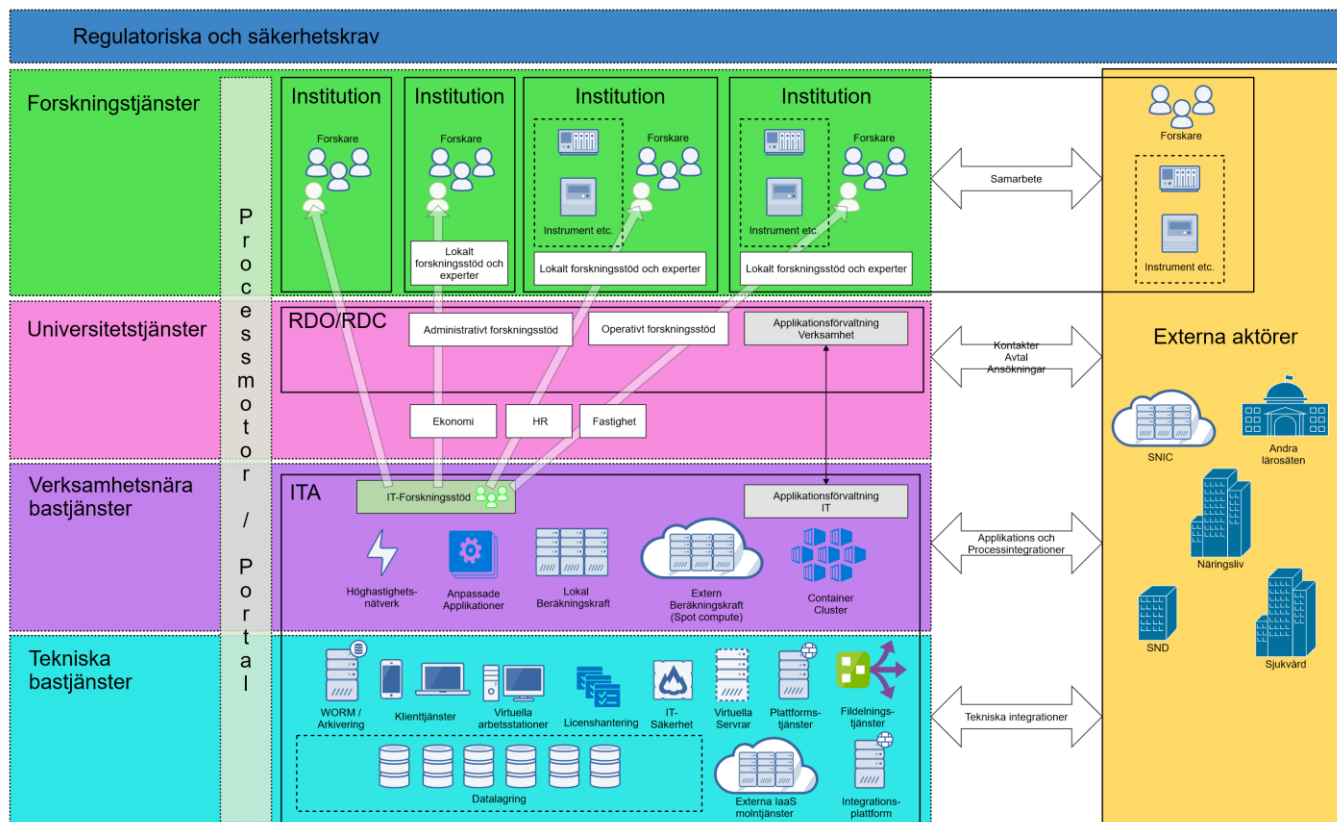 Regulatoriska och säkerhetskrav
Forskningstjänster
Processmotor / Portal
Institution
Forskare
Institution
Forskare
Lokalt
forskningsstöd och
experter
Institution
Forskare
Instrument etc.
Lokalt forskningsstöd och experter
Institution
Forskare
Instrument etc.
Lokalt forskningsstöd och experter
Samarbete
Forskare
Instrument etc.
Universitetstjänster
RDO/RDC
Administrativt forskningsstöd
Operativt forskningsstöd
Applikationsförvaltning
Verksamhet
Ekonomi
HR
Fastighet
Kontakter
Avtal
Ansökningar
Externa aktörer
SNIC
Andra
lärosäten
Näringsliv
SND
Sjukvård
Verksamhetsnära
bastjänster
ITA
IT-Forskningsstöd
Applikationsförvaltning
IT
Höghastighets-
nätverk
Anpassade
Applikationer
Lokal
Beräkningskraft
Extern
Beräkningskraft
(Spot compute)
Container
Cluster
Applikations och
Processintegrationer
Tekniska
bastjänster
WORM /
Arkivering
Klienttjänster
Virtuella
arbetsstationer
Licenshantering
IT-
Säkerhet
Virtuella
Servrar
Plattforms-
tjänster
Fildelnings-
tjänster
Datalagring
Externa IaaS
molntjänster
Integrations-
plattform
Tekniska integrationer